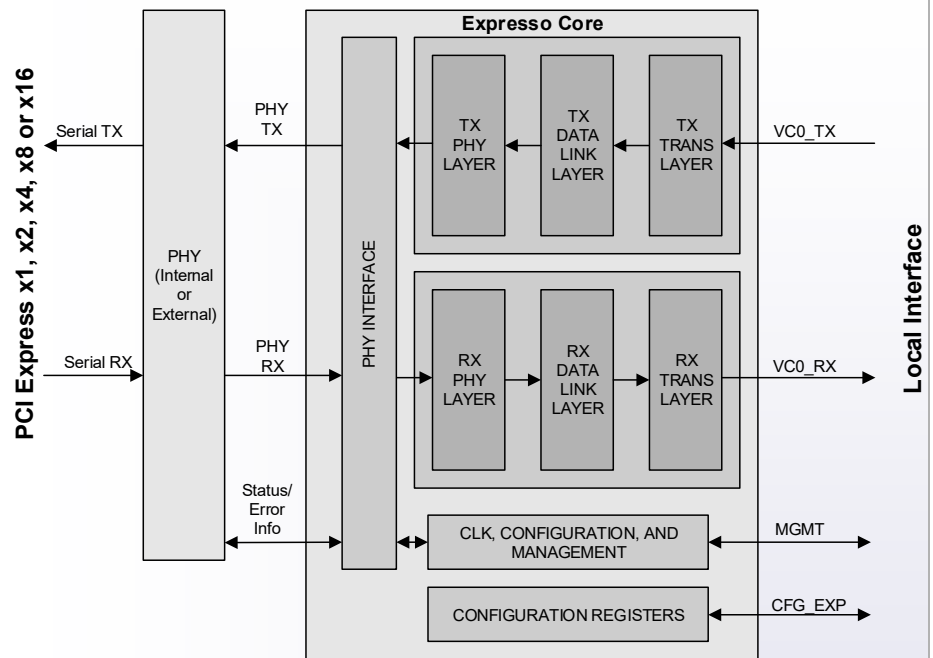 Expresso Core
PCI Express x1, x2, x4, x8 or x16
Serial TX
PHY
TX
TX
PHY
LAYER
TX
DATA
LINK
LAYER
TX
TRANS
LAYER
VC0_TX
PHY
(Internal
or
External)
PHY INTERFACE
Local Interface
Serial RX
PHY
RX
RX
PHY
LAYER
RX
DATA
LINK
LAYER
RX
TRANS
LAYER
VC0_RX
Status/
Error
Info
CLK, CONFIGURATION, AND
MANAGEMENT
MGMT
CONFIGURATION REGISTERS
CFG_EXP